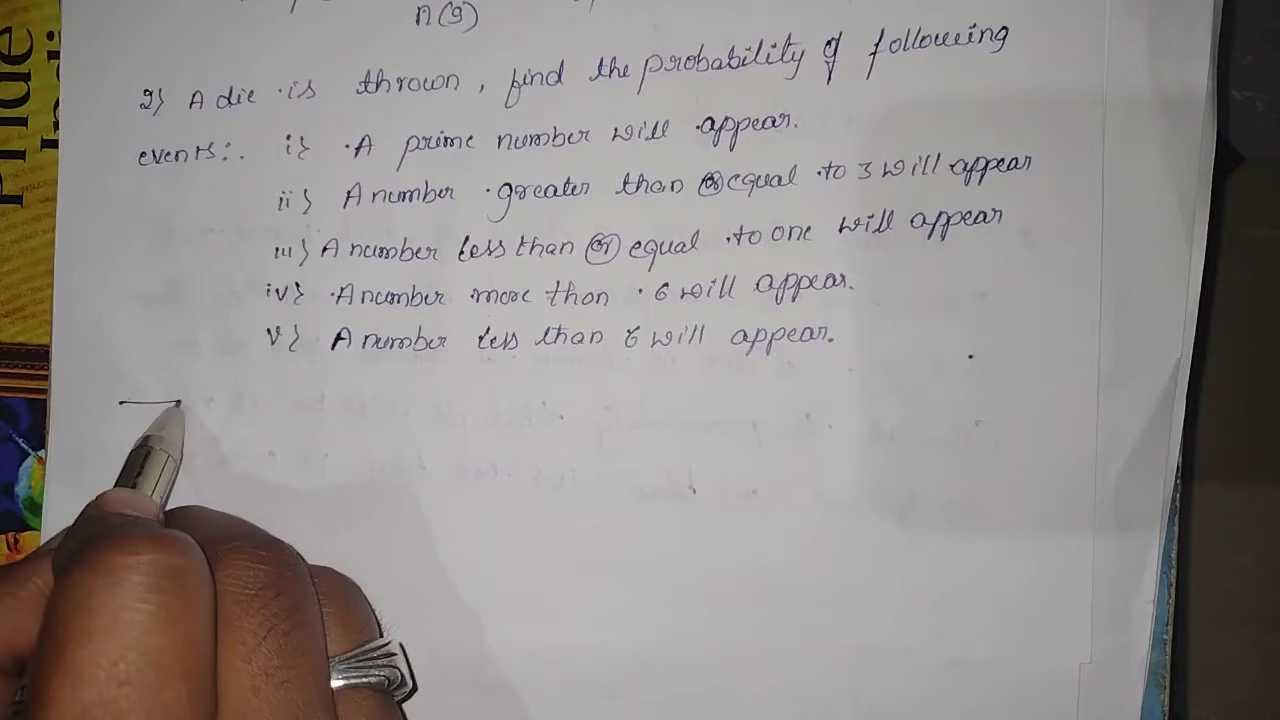 n(s)
2} A die is thrown, find the probability of following
events:. i} A prime number will appear.
ii} A number greater than or equal to 3 will appear
iii} A number less than or equal to one will appear
iv} A number more than 6 will appear.
v} A number less than 6 will appear.